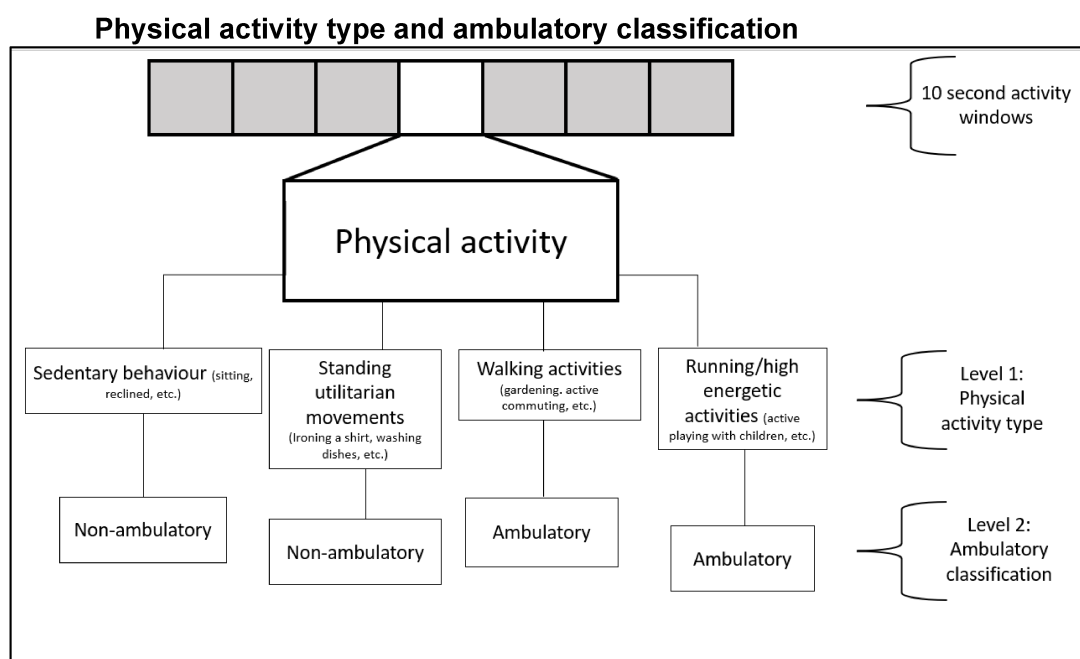 Physical activity type and ambulatory classification
10 second activity
windows
Physical activity
Sedentary behaviour (sitting,
reclined, etc.)
Standing
utilitarian
movements
(Ironing a shirt, washing
dishes, etc.)
Walking activities
(gardening. active
commuting, etc.)
Running/high
energetic
activities (active
playing with children, etc.)
Level 1:
Physical
activity type
Non-ambulatory
Non-ambulatory
Ambulatory
Ambulatory
Level 2:
Ambulatory
classification